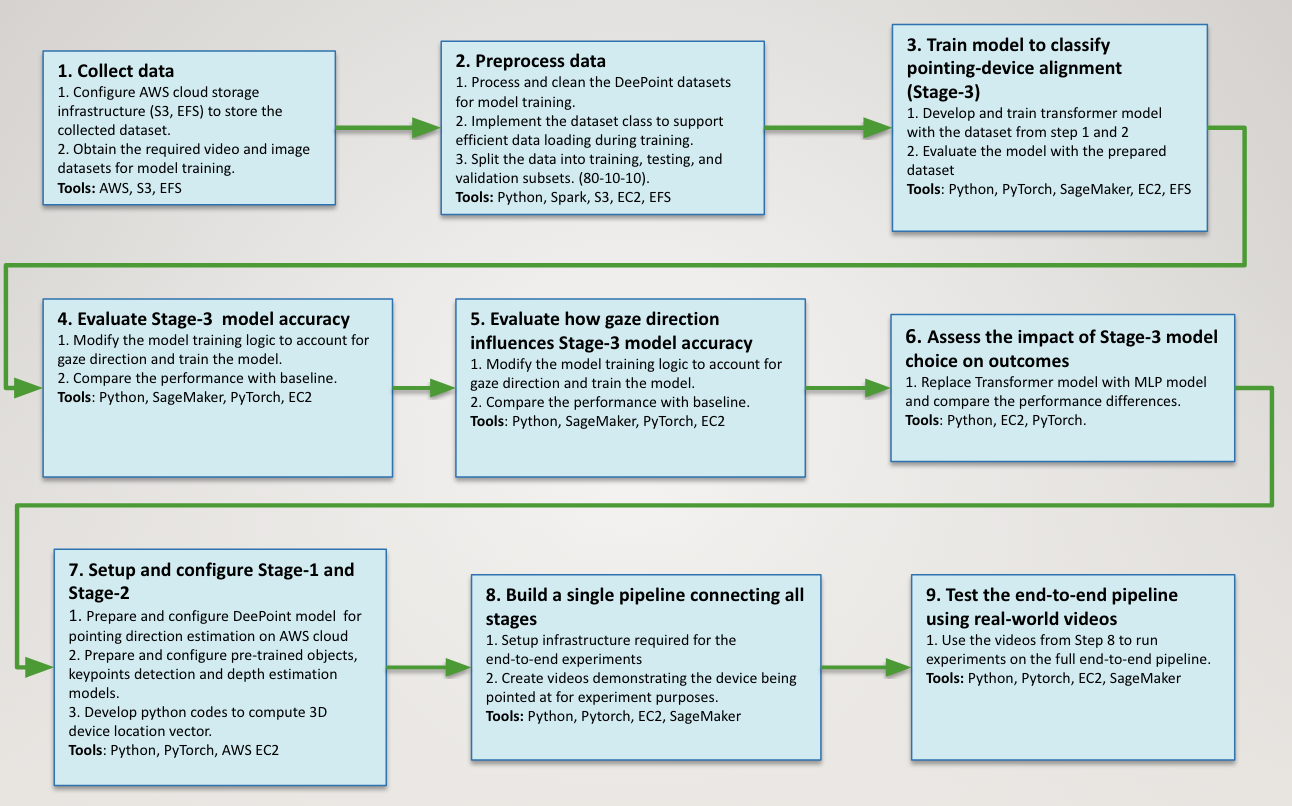 1. Collect data
1. Configure AWS cloud storage
infrastructure (S3, EFS) to store the
collected dataset.
2. Obtain the required video and image
datasets for model training.
Tools: AWS, S3, EFS
2. Preprocess data
1. Process and clean the DeePoint datasets
for model training.
2. Implement the dataset class to support
efficient data loading during training.
3. Split the data into training, testing, and
validation subsets. (80-10-10).
Tools: Python, Spark, S3, EC2, EFS
3. Train model to classify
pointing-device alignment
(Stage-3)
1. Develop and train transformer model
with the dataset from step 1 and 2
2. Evaluate the model with the prepared
dataset
Tools: Python, PyTorch, SageMaker, EC2, EFS
4. Evaluate Stage-3  model accuracy
1. Modify the model training logic to account for
gaze direction and train the model.
2. Compare the performance with baseline.
Tools: Python, SageMaker, PyTorch, EC2
5. Evaluate how gaze direction
influences Stage-3 model accuracy
1. Modify the model training logic to account for
gaze direction and train the model.
2. Compare the performance with baseline.
Tools: Python, SageMaker, PyTorch, EC2
6. Assess the impact of Stage-3 model
choice on outcomes
1. Replace Transformer model with MLP model
and compare the performance differences.
Tools: Python, EC2, PyTorch.
7. Setup and configure Stage-1 and
Stage-2
1. Prepare and configure DeePoint model  for
pointing direction estimation on AWS cloud
2. Prepare and configure pre-trained objects,
keypoints detection and depth estimation
models.
3. Develop python codes to compute 3D
device location vector.
Tools: Python, PyTorch, AWS EC2
8. Build a single pipeline connecting all
stages
1. Setup infrastructure required for the
end-to-end experiments
2. Create videos demonstrating the device being
pointed at for experiment purposes.
Tools: Python, Pytorch, EC2, SageMaker
9. Test the end-to-end pipeline
using real-world videos
1. Use the videos from Step 8 to run
experiments on the full end-to-end pipeline.
Tools: Python, Pytorch, EC2, SageMaker